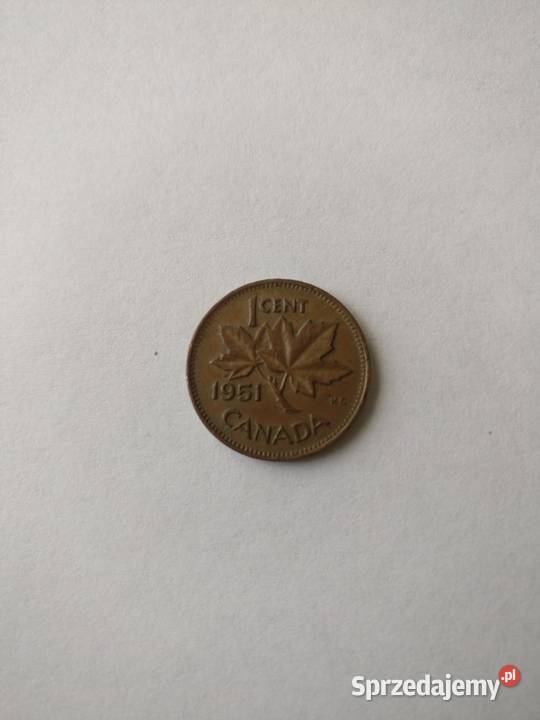 1 CENT
1951
KG
CANADA
Sprzedajemy.pl